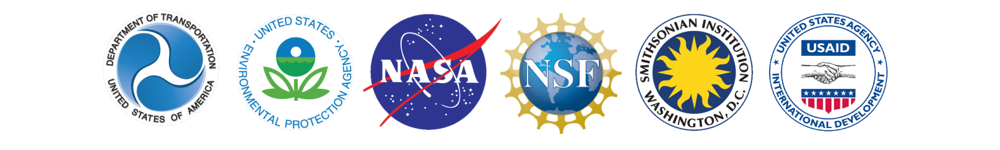 DEPARTMENT OF TRANSPORTATION
UNITED STATES OF AMERICA
• UNITED STATES •
ENVIRONMENTAL PROTECTION AGENCY
NASA
NSF
SMITHSONIAN INSTITUTION
WASHINGTON, D.C.
UNITED STATES AGENCY
USAID
INTERNATIONAL DEVELOPMENT